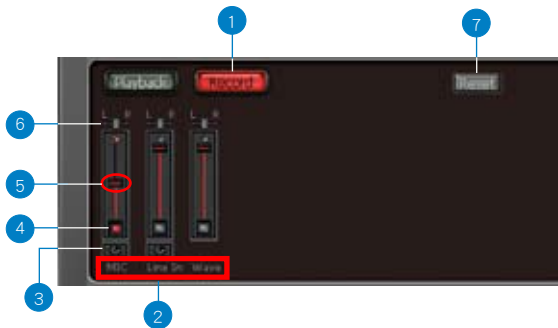 1
7
Playback
Record
Reset
6
L R
L R
L R
5
4
3
MIC
Line In
Wave
2